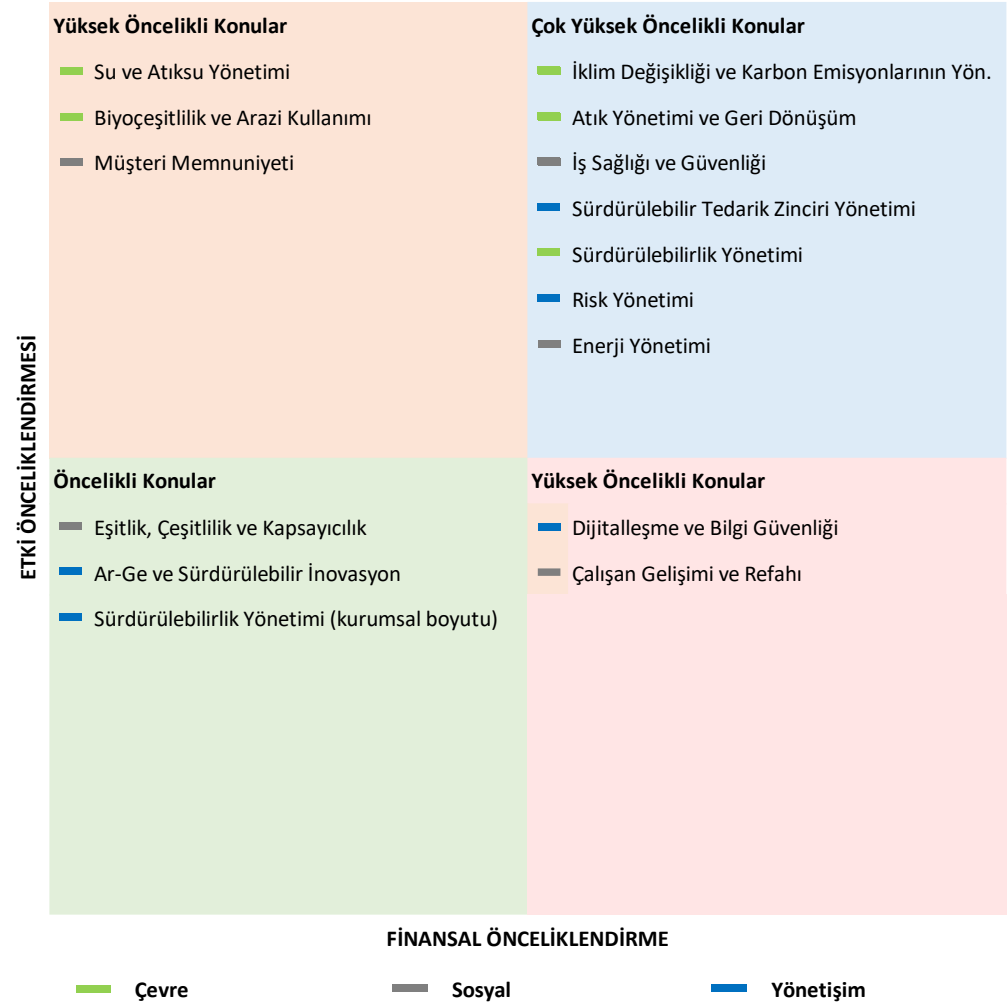 Yüksek Öncelikli Konular
Su ve Atıksu Yönetimi
Biyoçeşitlilik ve Arazi Kullanımı
Müşteri Memnuniyeti
Çok Yüksek Öncelikli Konular
İklim Değişikliği ve Karbon Emisyonlarının Yön.
Atık Yönetimi ve Geri Dönüşüm
İş Sağlığı ve Güvenliği
Sürdürülebilir Tedarik Zinciri Yönetimi
Sürdürülebilirlik Yönetimi
Risk Yönetimi
Enerji Yönetimi
ETKİ ÖNCELİKLENDİRMESİ
Öncelikli Konular
Eşitlik, Çeşitlilik ve Kapsayıcılık
Ar-Ge ve Sürdürülebilir İnovasyon
Sürdürülebilirlik Yönetimi (kurumsal boyutu)
Yüksek Öncelikli Konular
Dijitalleşme ve Bilgi Güvenliği
Çalışan Gelişimi ve Refahı
FİNANSAL ÖNCELİKLENDİRME
Çevre
Sosyal
Yönetişim